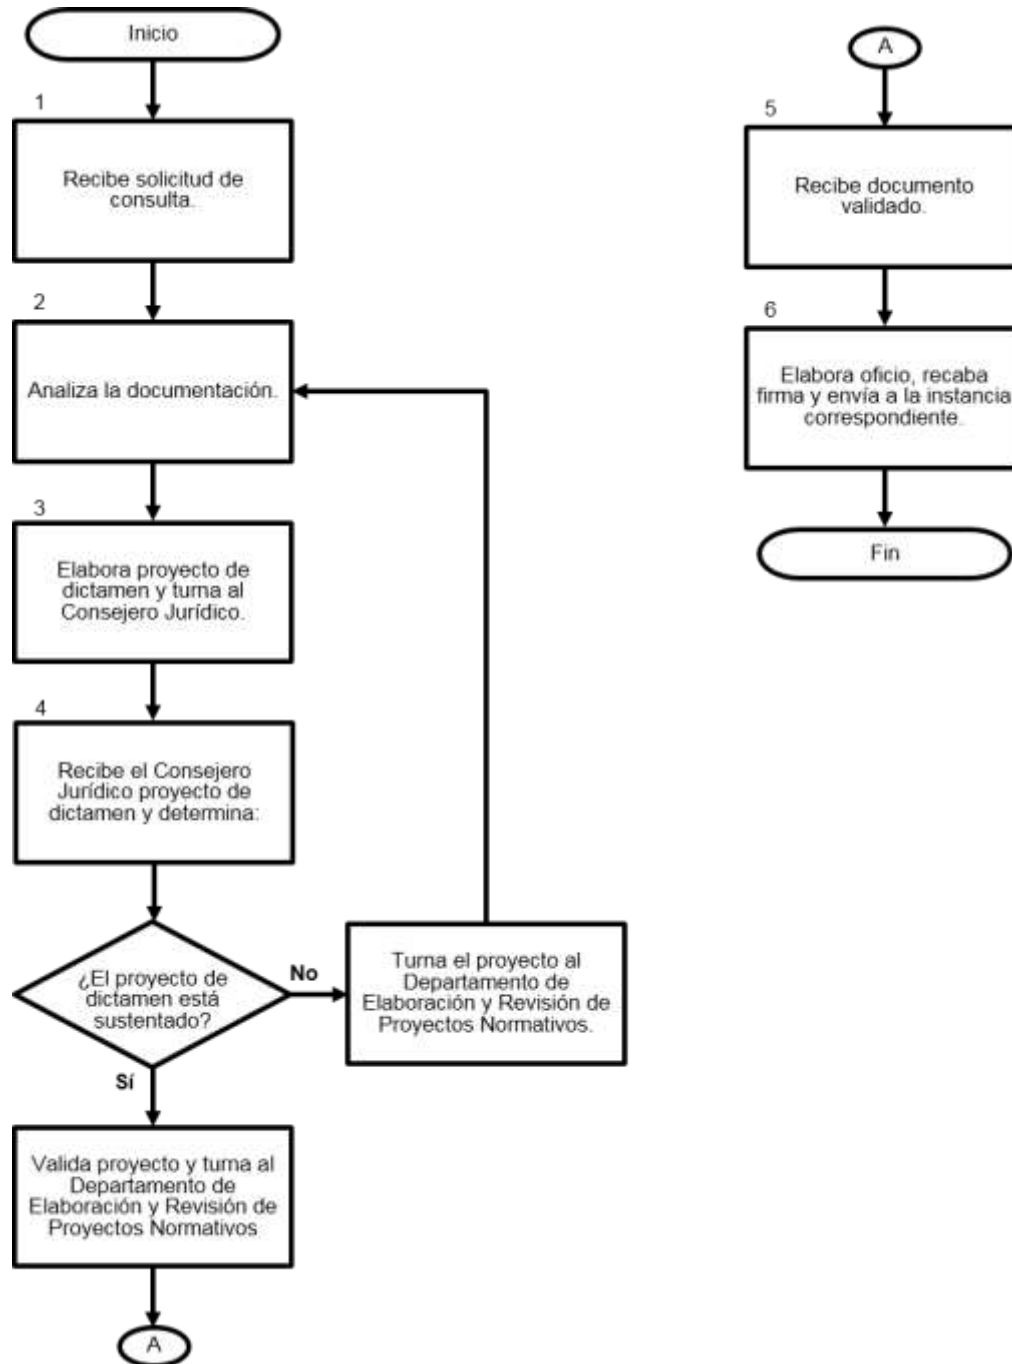 Inicio
1
Recibe solicitud de
consulta.
2
Analiza la documentación.
3
Elabora proyecto de
dictamen y turna al
Consejero Jurídico.
4
Recibe el Consejero
Jurídico proyecto de
dictamen y determina:
¿El proyecto de
dictamen está
sustentado?
No
Turna el proyecto al
Departamento de
Elaboración y Revisión de
Proyectos Normativos.
Sí
Valida proyecto y turna al
Departamento de
Elaboración y Revisión de
Proyectos Normativos
A
A
5
Recibe documento
validado.
6
Elabora oficio, recaba
firma y envía a la instancia
correspondiente.
Fin